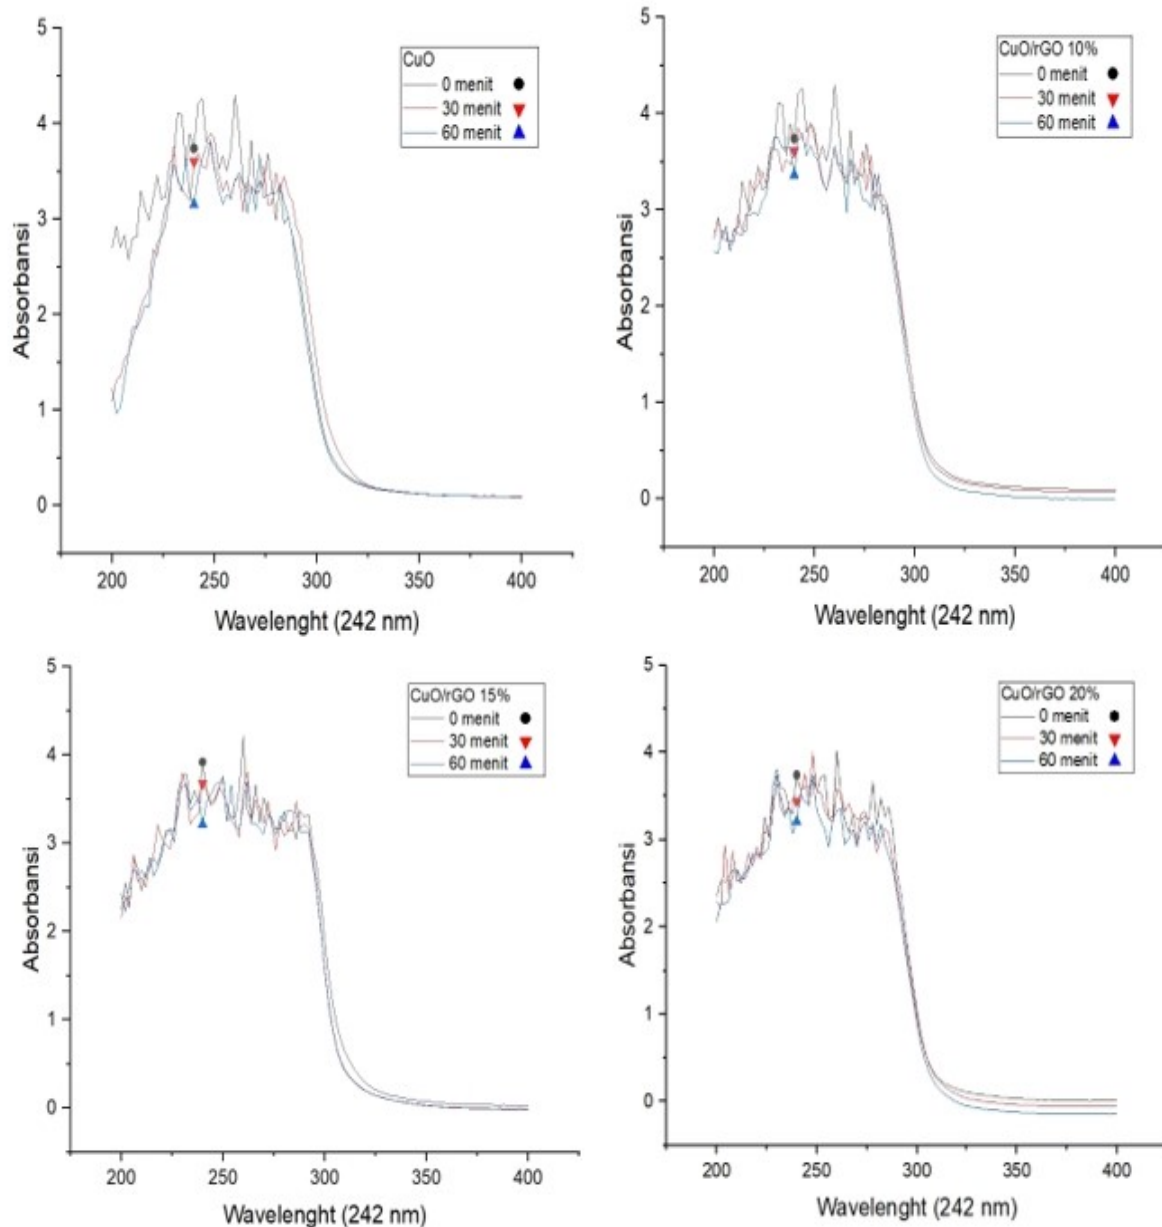 5
4
3
2
1
0
Absorbansi
CuO
0 menit
30 menit
60 menit
200
250
300
350
400
Wavelenght (242 nm)
5
4
3
2
1
0
Absorbansi
CuO/rGO 10%
0 menit
30 menit
60 menit
200
250
300
350
400
Wavelenght (242 nm)
5
4
3
2
1
0
Absorbansi
CuO/rGO 15%
0 menit
30 menit
60 menit
200
250
300
350
400
Wavelenght (242 nm)
5
4
3
2
1
0
Absorbansi
CuO/rGO 20%
0 menit
30 menit
60 menit
200
250
300
350
400
Wavelenght (242 nm)